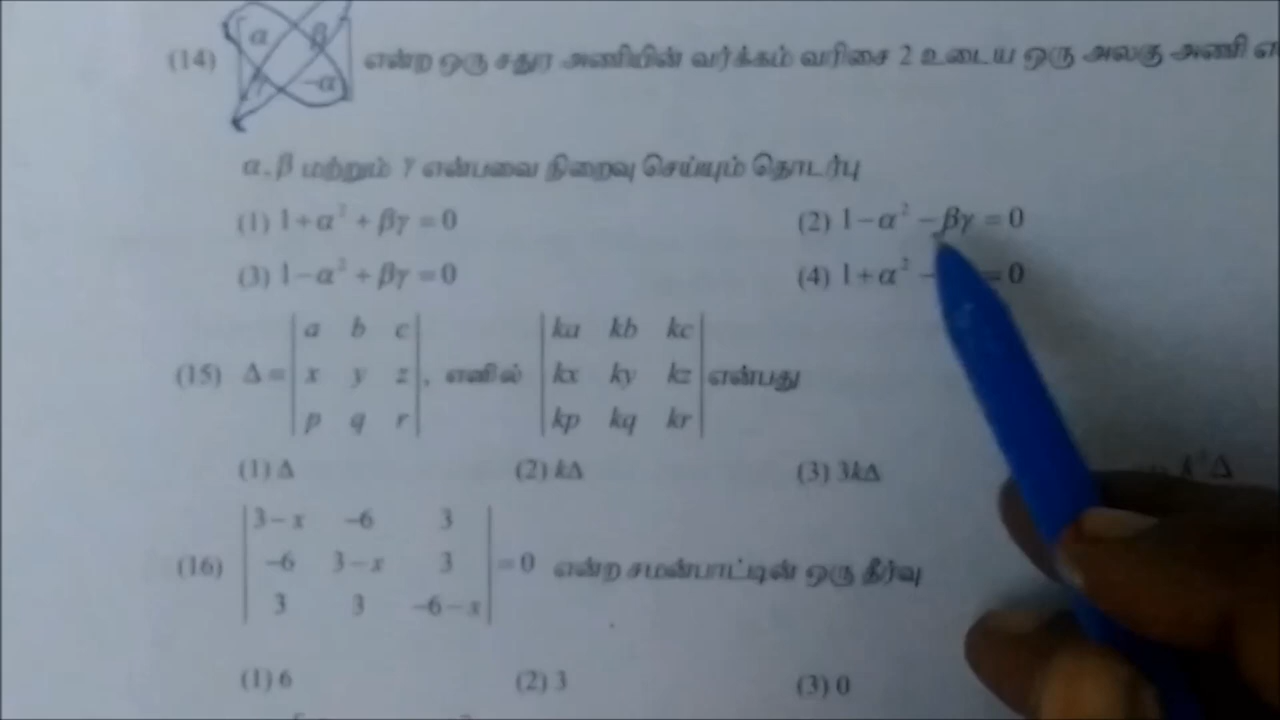 (14) α β γ -α என்ற ஒரு சதுர அணியின் வர்க்கம் வரிசை 2 உடைய ஒரு அலகு அணி
α, β மற்றும் γ என்பவை நிறைவு செய்யும் தொடர்பு
(1) 1+α² + βγ = 0 (2) 1-α² -βγ = 0
(3) 1-α² + βγ = 0 (4) 1+α² - = 0
(15) Δ = | a b c | x y z | p q r |, எனில் | ka kb kc | kx ky kz | kp kq kr | என்பது
(1) Δ (2) kΔ (3) 3kΔ Δ
(16) | 3-x -6 3 | -6 3-x 3 | 3 3 -6-x | =0 என்ற சமன்பாட்டின் ஒரு தீர்வு
(1) 6 (2) 3 (3) 0